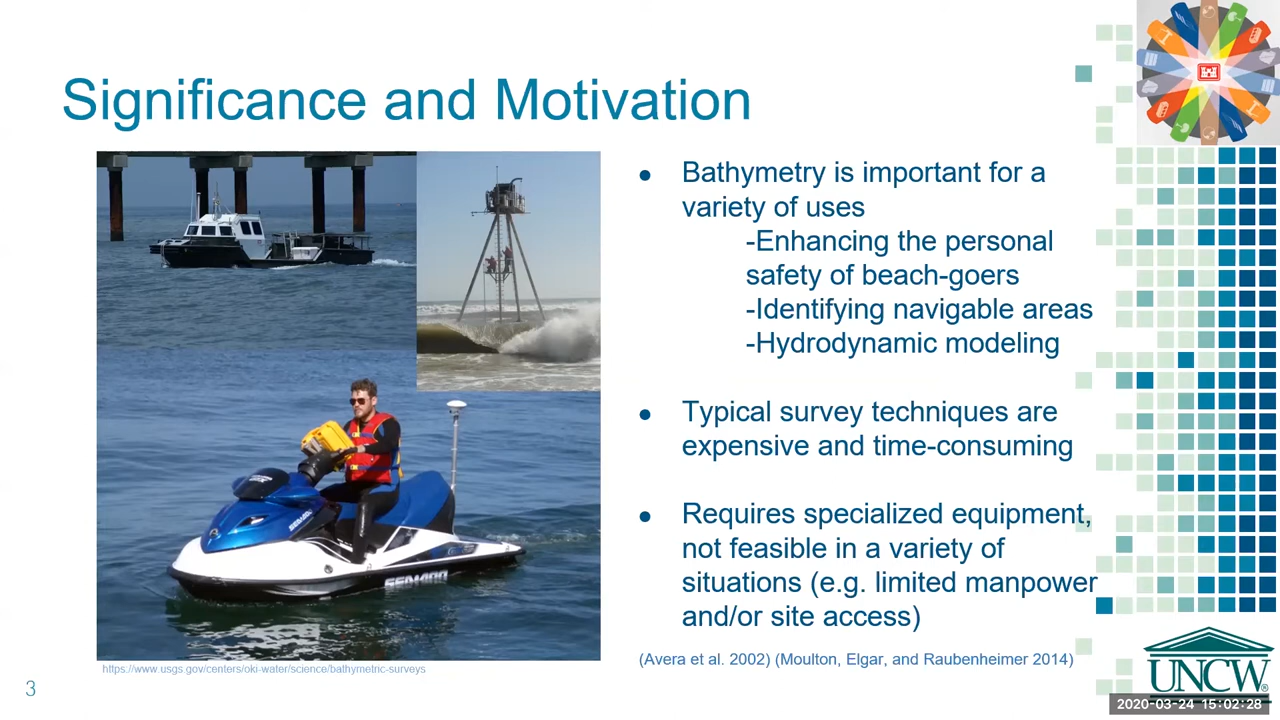 Significance and Motivation
● Bathymetry is important for a
variety of uses
-Enhancing the personal
safety of beach-goers
-Identifying navigable areas
-Hydrodynamic modeling
● Typical survey techniques are
expensive and time-consuming
● Requires specialized equipment,
not feasible in a variety of
situations (e.g. limited manpower
and/or site access)
(Avera et al. 2002) (Moulton, Elgar, and Raubenheimer 2014)
SEADOO
https://www.usgs.gov/centers/oki-water/science/bathymetric-surveys
3
UNCW®
2020-03-24 15:02:28